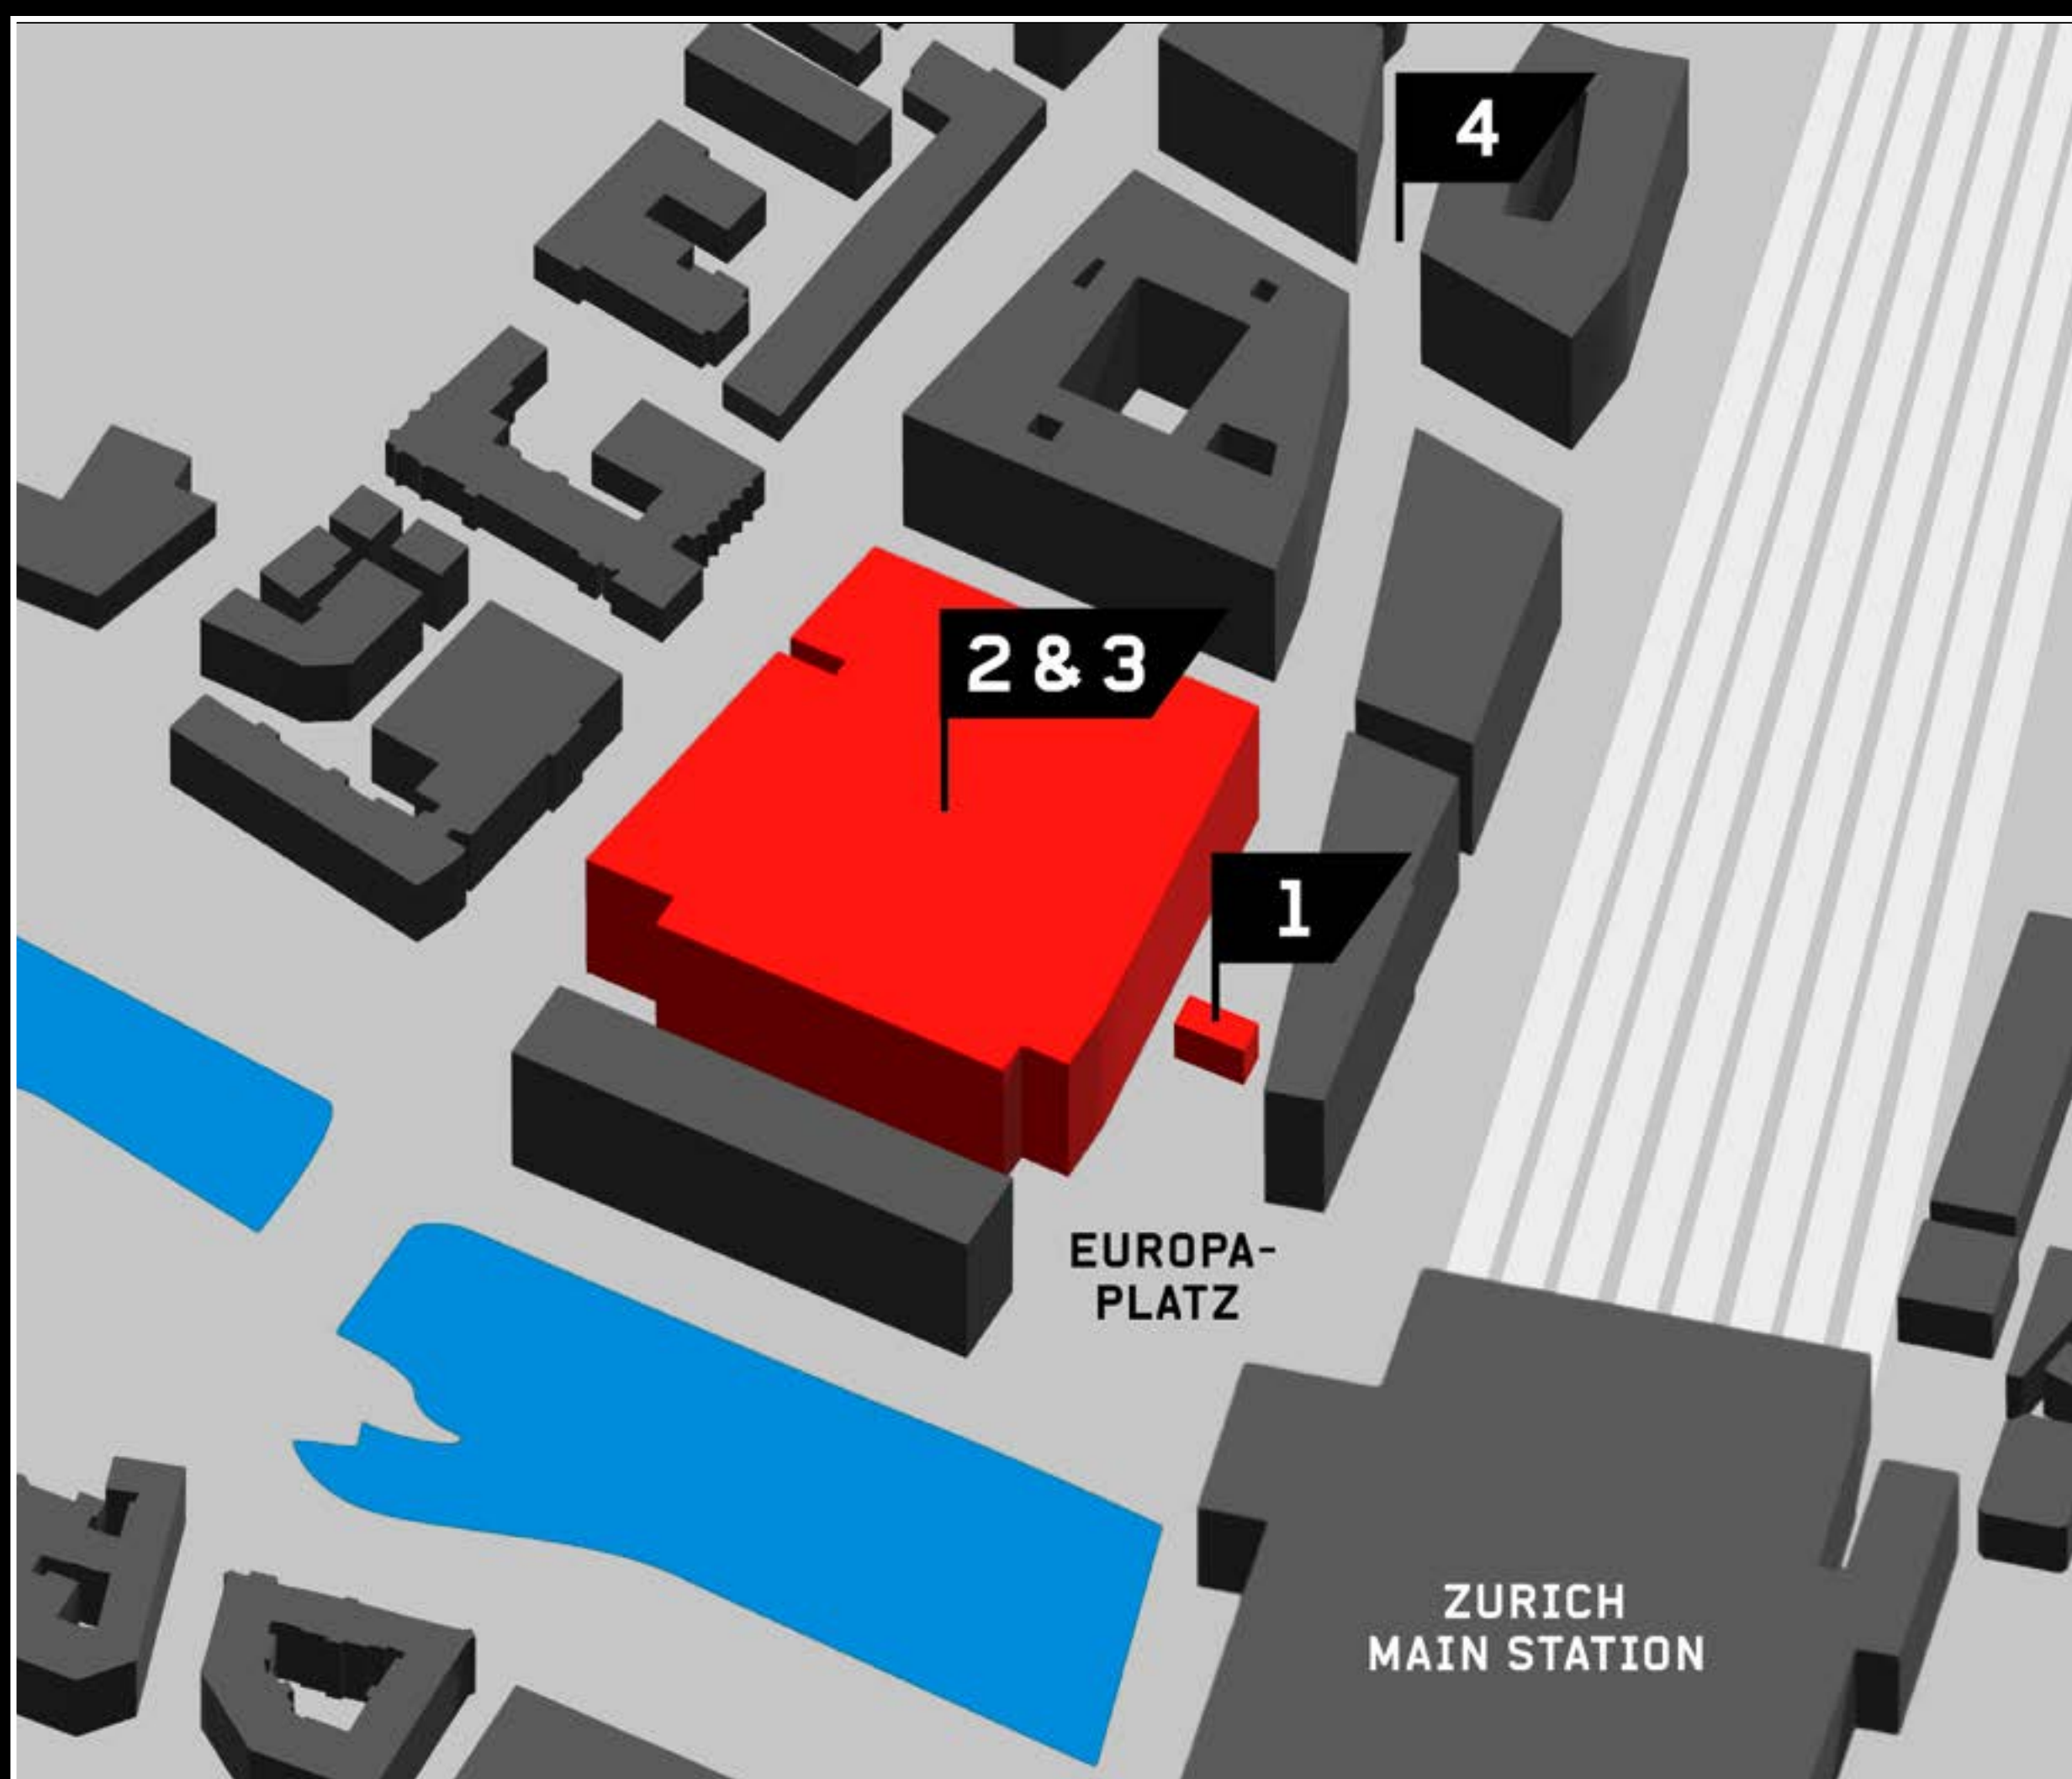 4
2 & 3
1
EUROPA-
PLATZ
ZURICH
MAIN STATION